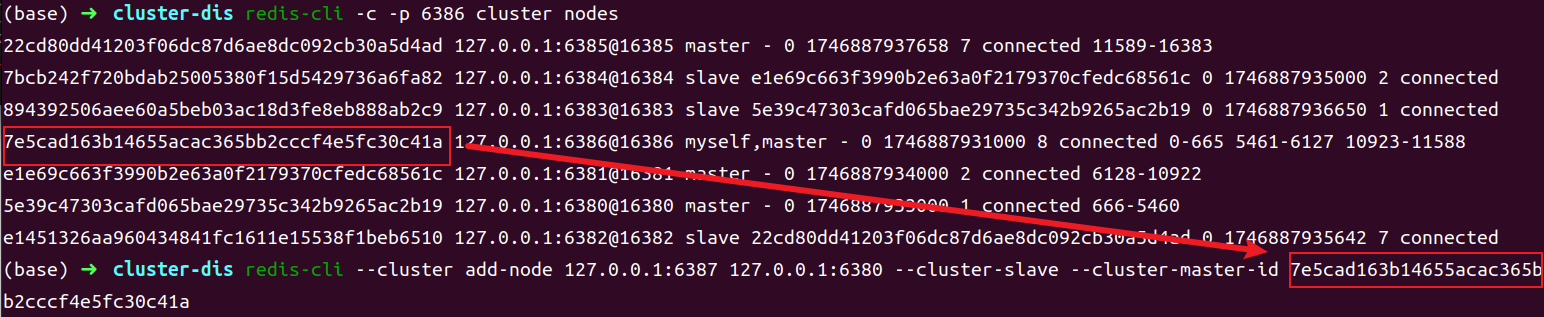 (base) ➜ cluster-dis redis-cli -c -p 6386 cluster nodes
22cd80dd41203f06dc87d6ae8dc092cb30a5d4ad 127.0.0.1:6385@16385 master - 0 1746887937658 7 connected 11589-16383
7bcb242f720bdab25005380f15d5429736a6fa82 127.0.0.1:6384@16384 slave e1e69c663f3990b2e63a0f2179370cfedc68561c 0 1746887935000 2 connected
894392506aee60a5beb03ac18d3fe8eb888ab2c9 127.0.0.1:6383@16383 slave 5e39c47303cafd065bae29735c342b9265ac2b19 0 1746887936650 1 connected
7e5cad163b14655acac365bb2cccf4e5fc30c41a 127.0.0.1:6386@16386 myself,master - 0 1746887931000 8 connected 0-665 5461-6127 10923-11588
e1e69c663f3990b2e63a0f2179370cfedc68561c 127.0.0.1:6381@16381 master - 0 1746887934000 2 connected 6128-10922
5e39c47303cafd065bae29735c342b9265ac2b19 127.0.0.1:6380@16380 master - 0 1746887933000 1 connected 666-5460
e1451326aa960434841fc1611e15538f1beb6510 127.0.0.1:6382@16382 slave 22cd80dd41203f06dc87d6ae8dc092cb30a5d4ad 0 1746887935642 7 connected
(base) ➜ cluster-dis redis-cli --cluster add-node 127.0.0.1:6387 127.0.0.1:6380 --cluster-slave --cluster-master-id 7e5cad163b14655acac365b
b2cccf4e5fc30c41a